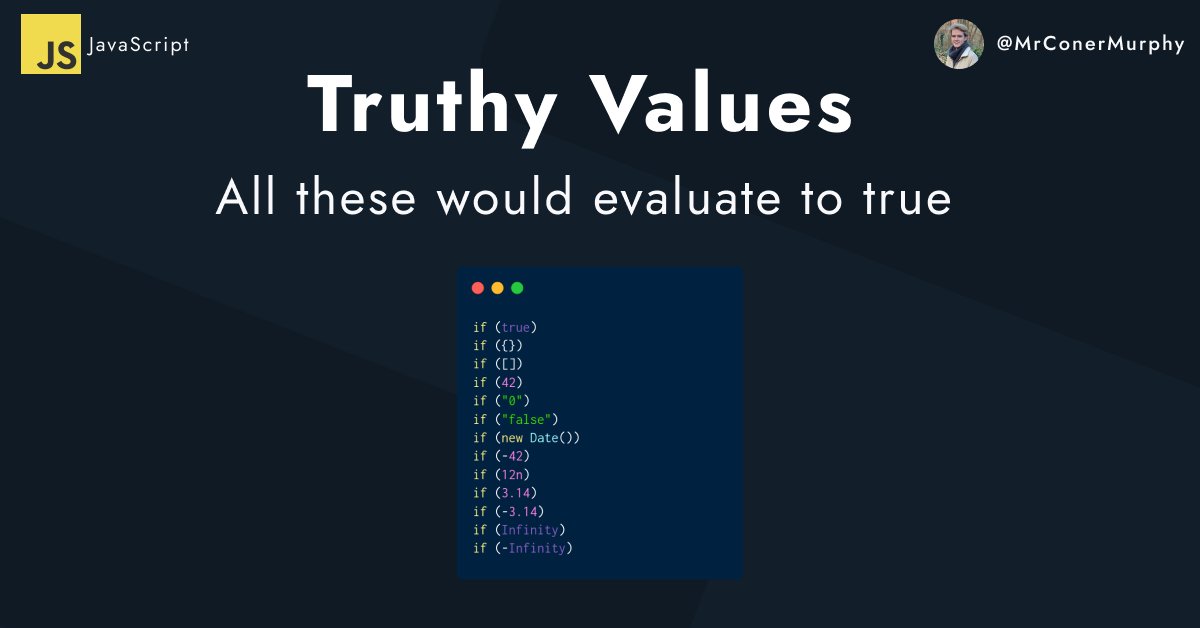 JS JavaScript
@MrConerMurphy
Truthy Values
All these would evaluate to true
if (true)
if ({})
if ([])
if (42)
if ("0")
if ("false")
if (new Date())
if (-42)
if (12n)
if (3.14)
if (-3.14)
if (Infinity)
if (-Infinity)